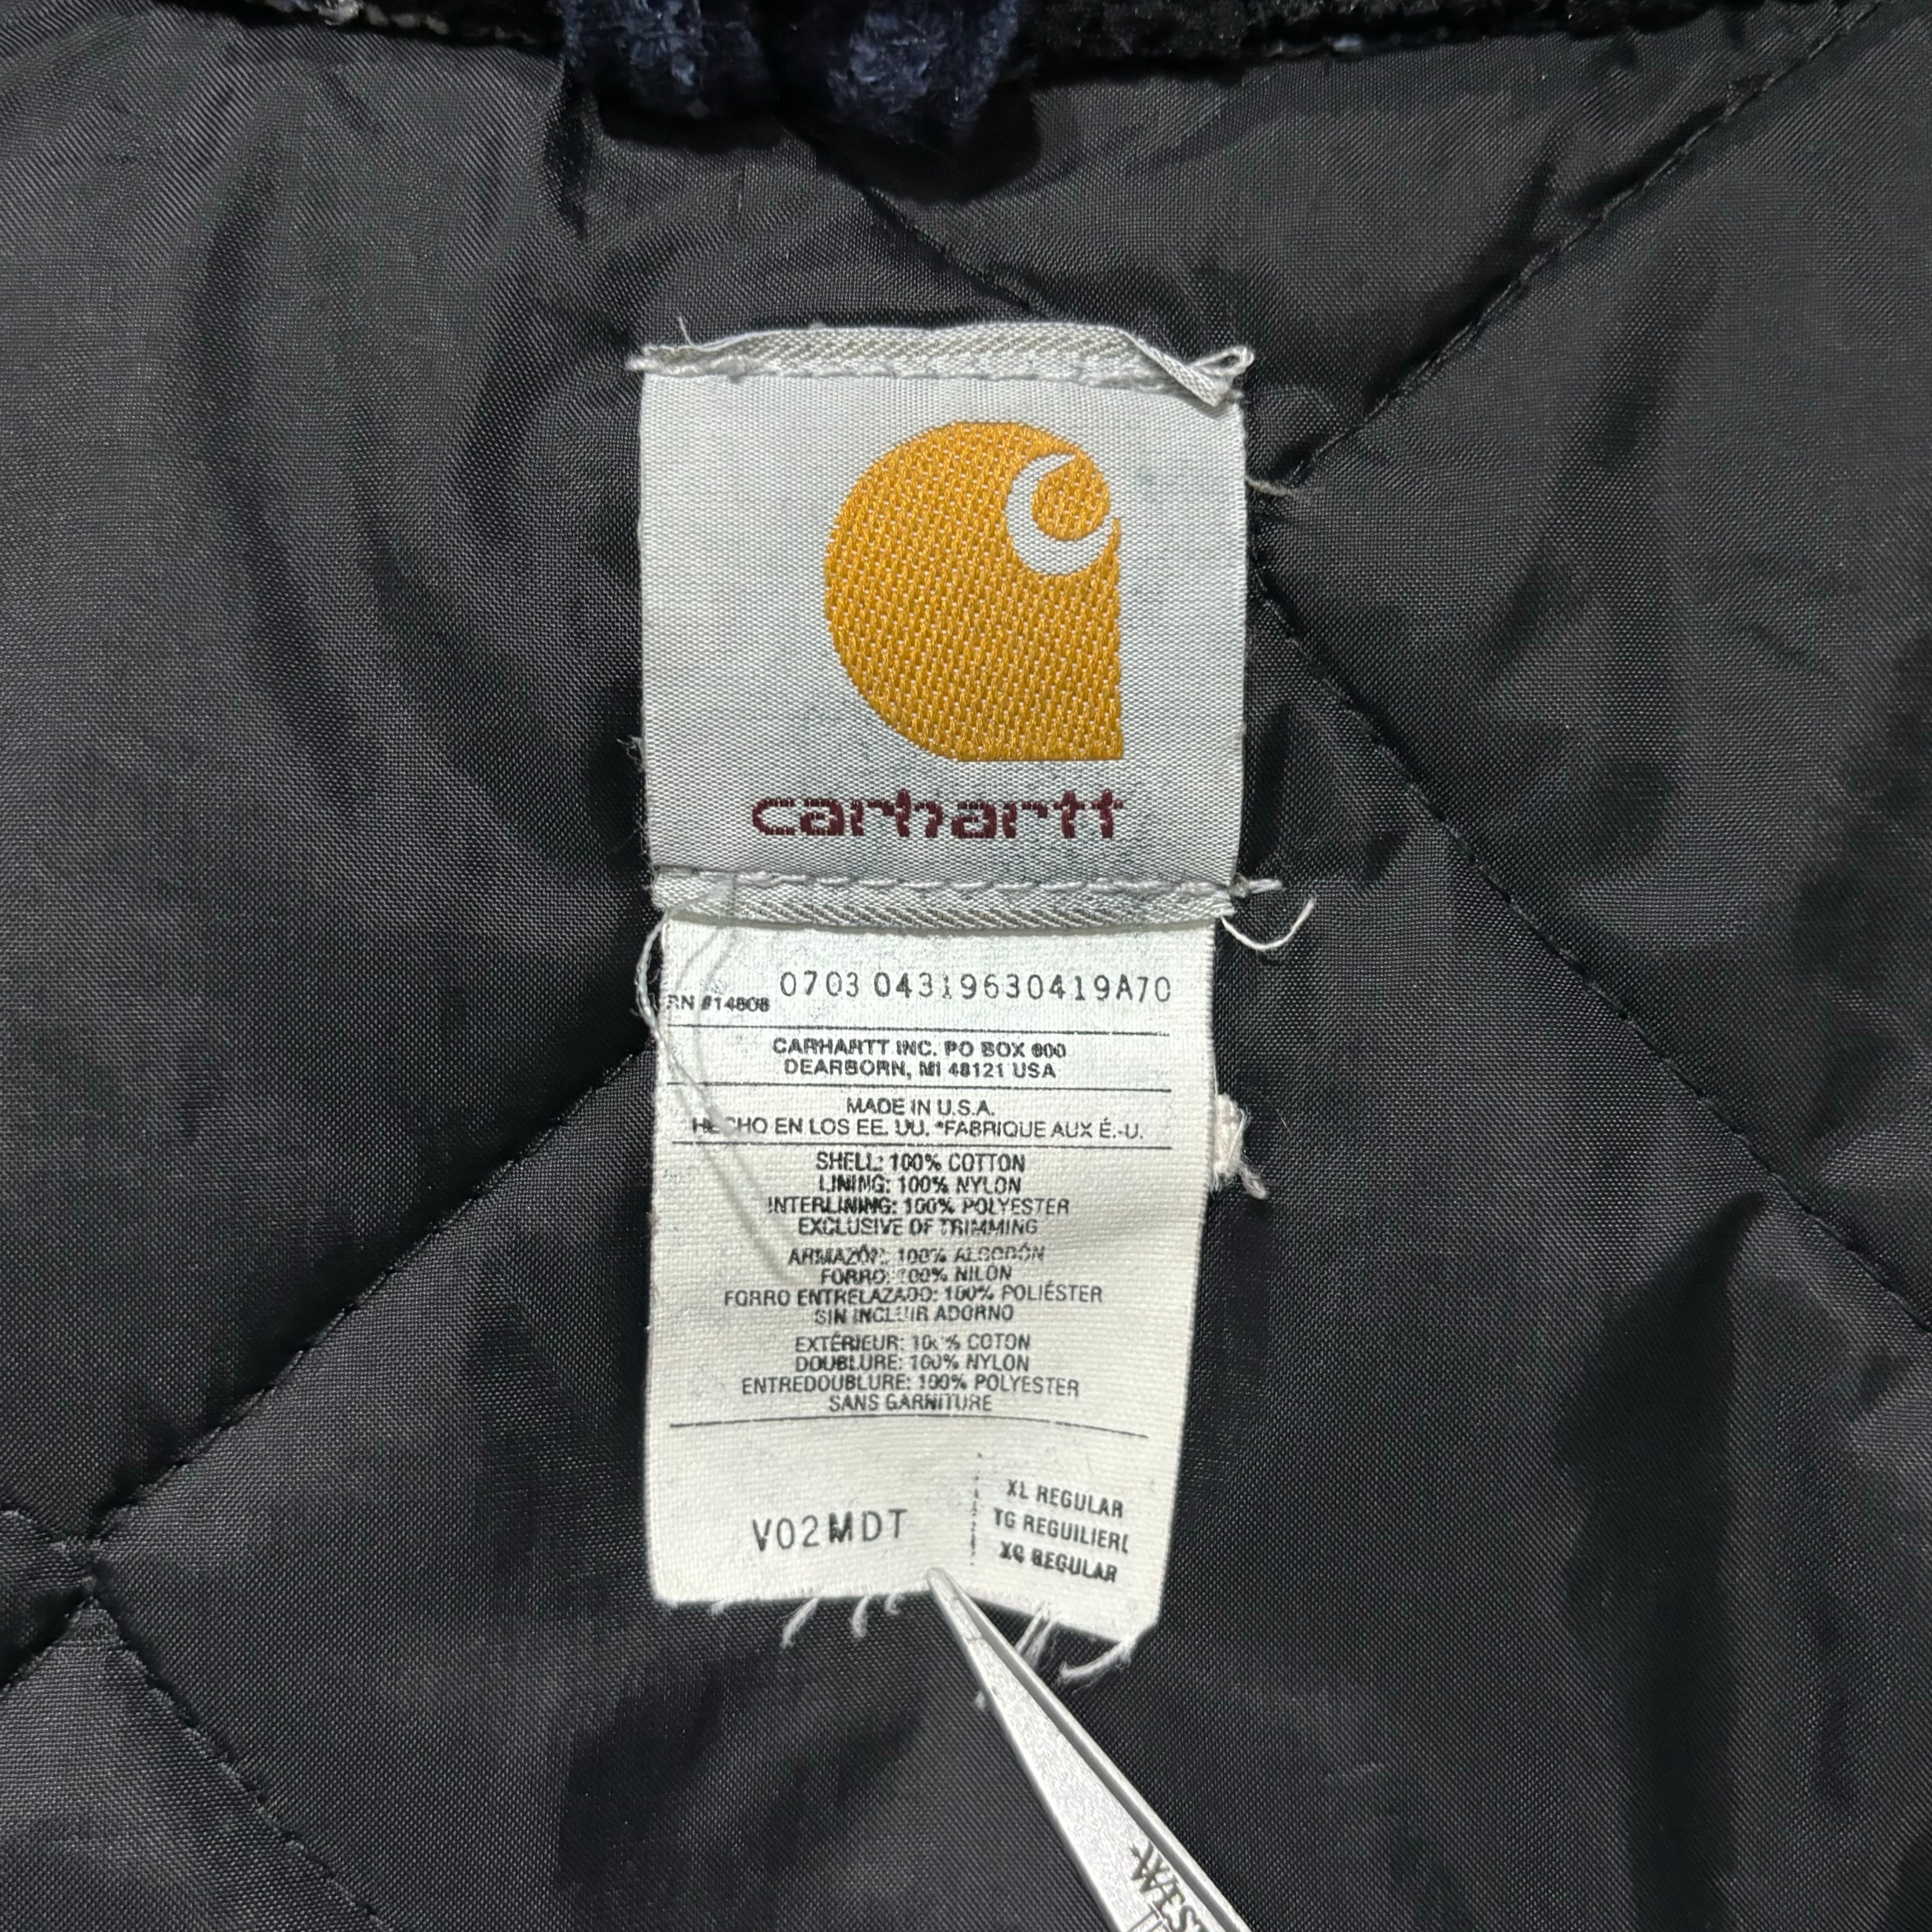 carhartt
0703 04319630419A70
RN #14806
CARHARTT INC. PO BOX 600
DEARBORN, MI 48121 USA
MADE IN U.S.A.
HECHO EN LOS EE. UU. *FABRIQUE AUX É.-U.
SHELL: 100% COTTON
LINING: 100% NYLON
INTERLINING: 100% POLYESTER
EXCLUSIVE OF TRIMMING
ARMAZÓN: 100% ALGODÓN
FORRO: 100% NILON
FORRO ENTRELAZADO: 100% POLIÉSTER
SIN INCLUIR ADORNO
EXTÉRIEUR: 100% COTON
DOUBLURE: 100% NYLON
ENTREDOUBLURE: 100% POLYESTER
SANS GARNITURE
V02MDT
XL REGULAR
TG REGUILIERE
XG REGULAR
WEST